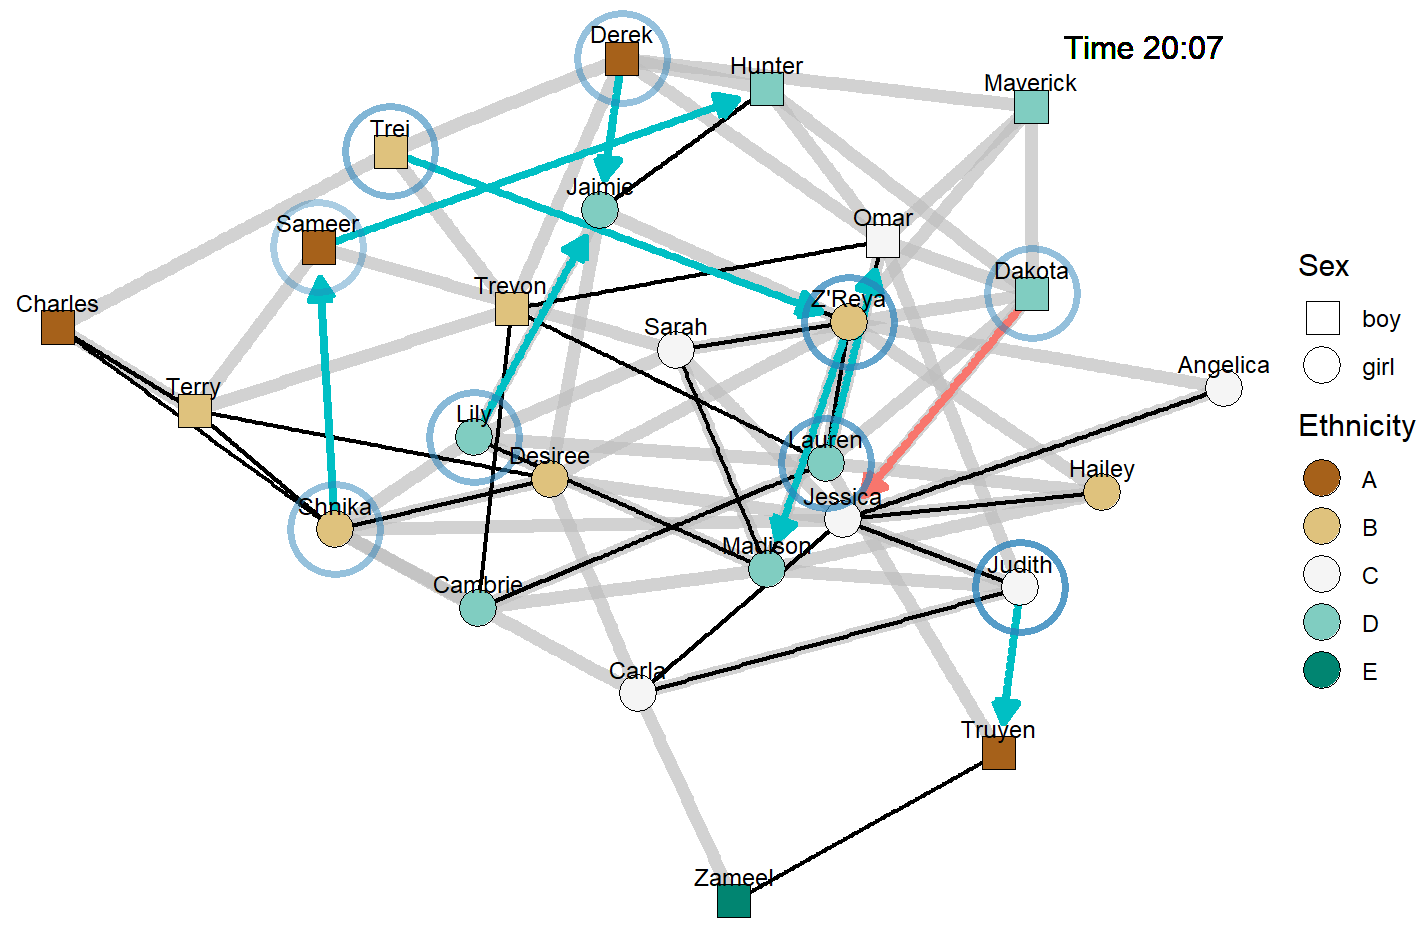 Derek
Time 20:07
Hunter
Maverick
Trei
Jaimie
Omar
Sameer
Dakota
Sex
Trevon
Z'Reya
Charles
boy
Sarah
girl
Angelica
Terry
Lily
Ethnicity
Lauren
Desiree
Hailey
A
Jessica
Shnika
B
Madison
Judith
C
Cambrie
D
Carla
E
Truyen
Zameel